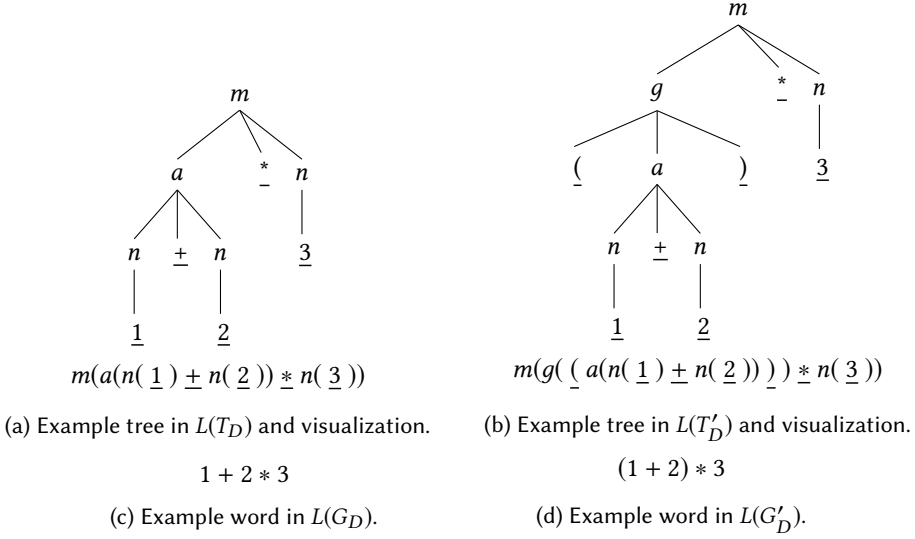 m
a * n
n + n 3
1 2
m(a(n( 1 ) + n( 2 )) * n( 3 ))
(a) Example tree in L(T_D) and visualization.
1 + 2 * 3
(c) Example word in L(G_D).
m
g * n
( a ) 3
n + n
1 2
m(g( ( a(n( 1 ) + n( 2 )) ) ) * n( 3 ))
(b) Example tree in L(T'_D) and visualization.
(1 + 2) * 3
(d) Example word in L(G'_D).